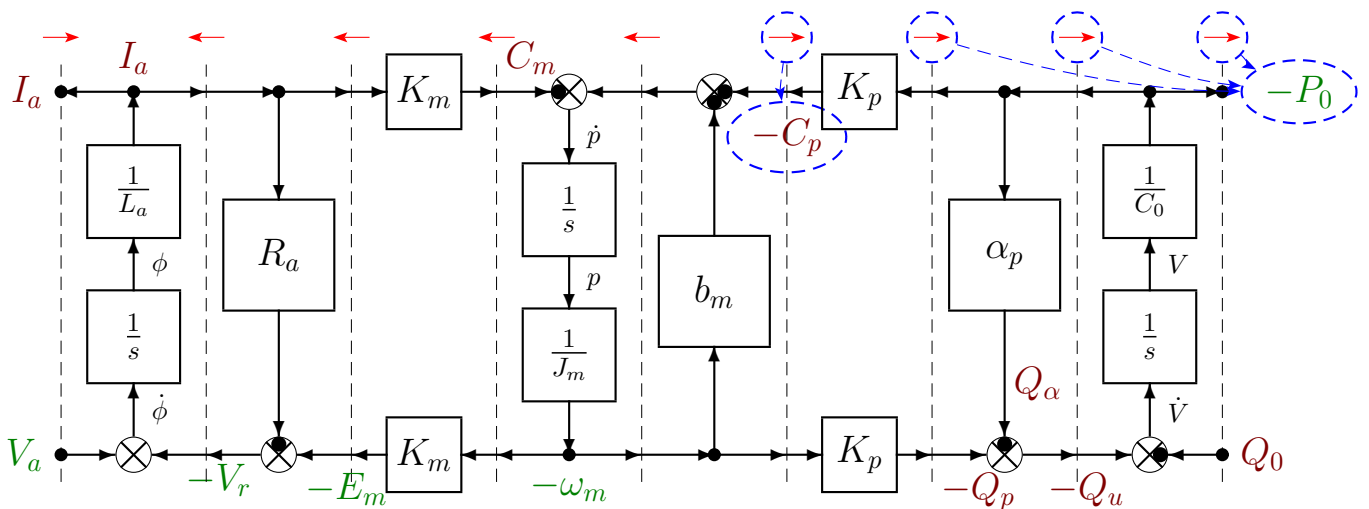 I_a
C_m
I_a
K_m
K_p
-P_0
ṗ
-C_p
1/L_a
1/s
1/C_0
ϕ
R_a
p
b_m
α_p
V
1/s
1/J_m
1/s
ϕ̇
Q_α
V̇
V_a
K_m
K_p
Q_0
-V_r
-E_m
-ω_m
-Q_p
-Q_u